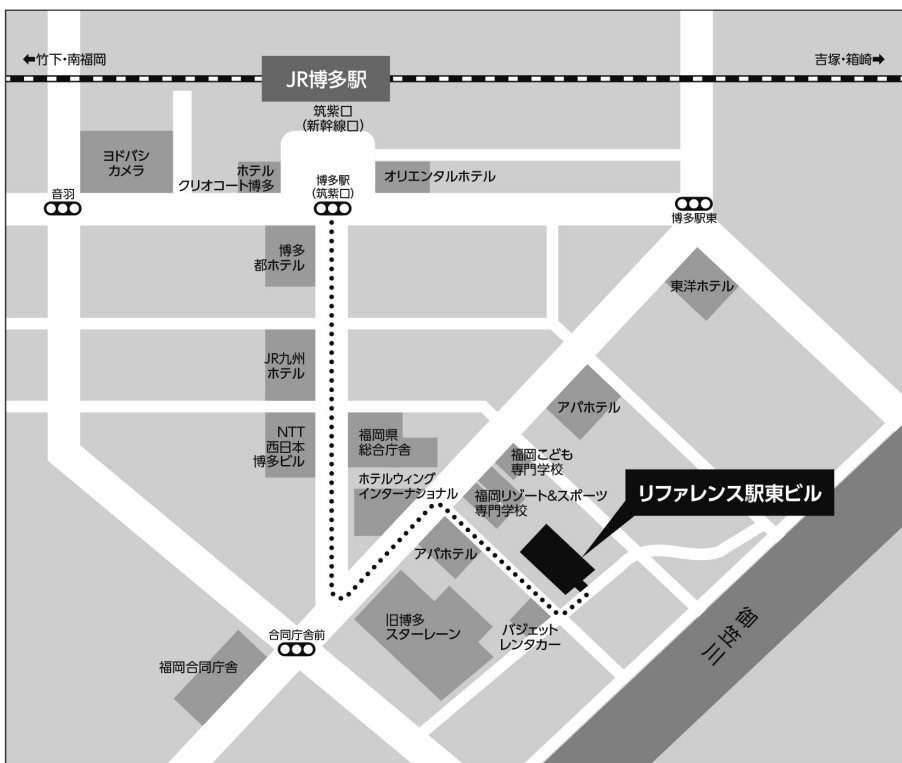 ←竹下・南福岡
吉塚・箱崎→
JR博多駅
筑紫口
(新幹線口)
ヨドバシ
カメラ
ホテル
クリオコート博多
博多駅
(筑紫口)
オリエンタルホテル
音羽
博多駅東
博多
都ホテル
東洋ホテル
JR九州
ホテル
アパホテル
NTT
西日本
博多ビル
福岡県
総合庁舎
福岡こども
専門学校
ホテルウィング
インターナショナル
福岡リゾート&スポーツ
専門学校
リファレンス駅東ビル
アパホテル
旧博多
スターレーン
バジェット
レンタカー
御笠川
合同庁舎前
福岡合同庁舎